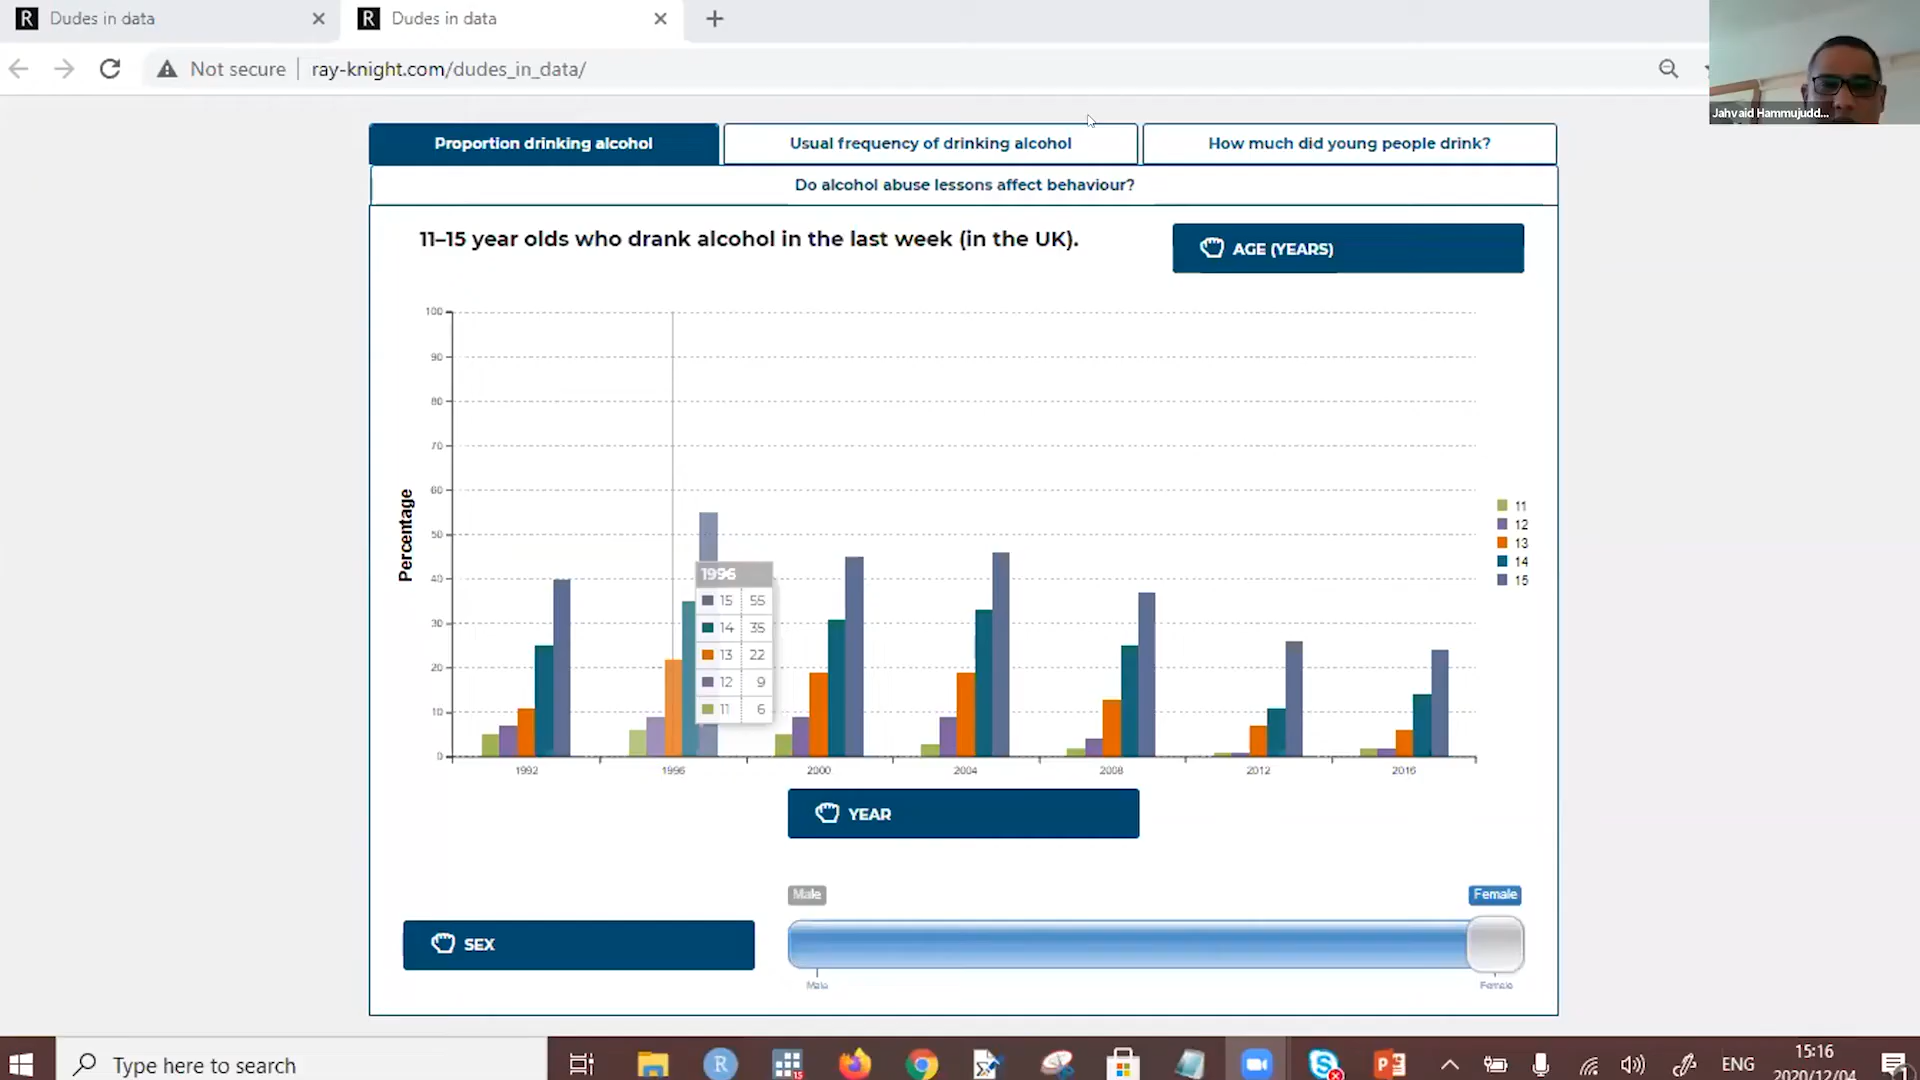 Dudes in data
Dudes in data
Not secure
ray-knight.com/dudes_in_data/
Jahvaid Hammujudd...
Proportion drinking alcohol
Usual frequency of drinking alcohol
How much did young people drink?
Do alcohol abuse lessons affect behaviour?
11–15 year olds who drank alcohol in the last week (in the UK).
AGE (YEARS)
100
90
80
70
60
50
40
30
20
10
0
Percentage
1996
15 55
14 35
13 22
12 9
11 6
11
12
13
14
15
1992 1996 2000 2004 2008 2012 2016
YEAR
Male
Female
SEX
Male
Female
Type here to search
ENG
15:16
2020/12/04